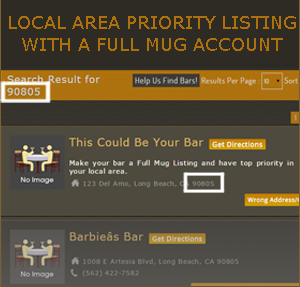 LOCAL AREA PRIORITY LISTING
WITH A FULL MUG ACCOUNT
Search Result for
90805
Help Us Find Bars!
Results Per Page :
10
Sort
1
This Could Be Your Bar
Get Directions
Make your bar a Full Mug Listing and have top priority in
your local area.
No Image
123 Del Amo, Long Beach, CA 90805
Wrong Address/
Barbieâs Bar
Get Directions
1008 E Artesia Blvd, Long Beach, CA 90805
(562) 422-7582
No Image